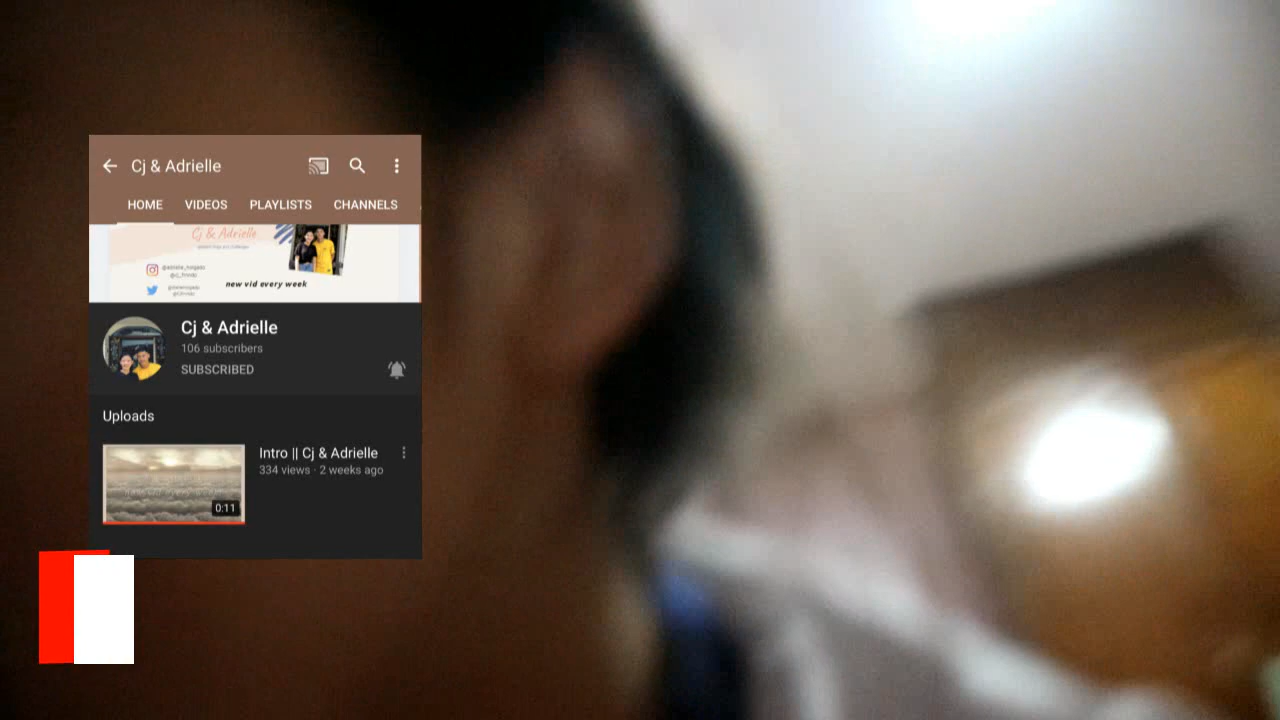 Cj & Adrielle
HOME VIDEOS PLAYLISTS CHANNELS
Cj & Adrielle
new vid every week
Cj & Adrielle
106 subscribers
SUBSCRIBED
Uploads
Intro || Cj & Adrielle
334 views · 2 weeks ago
0:11